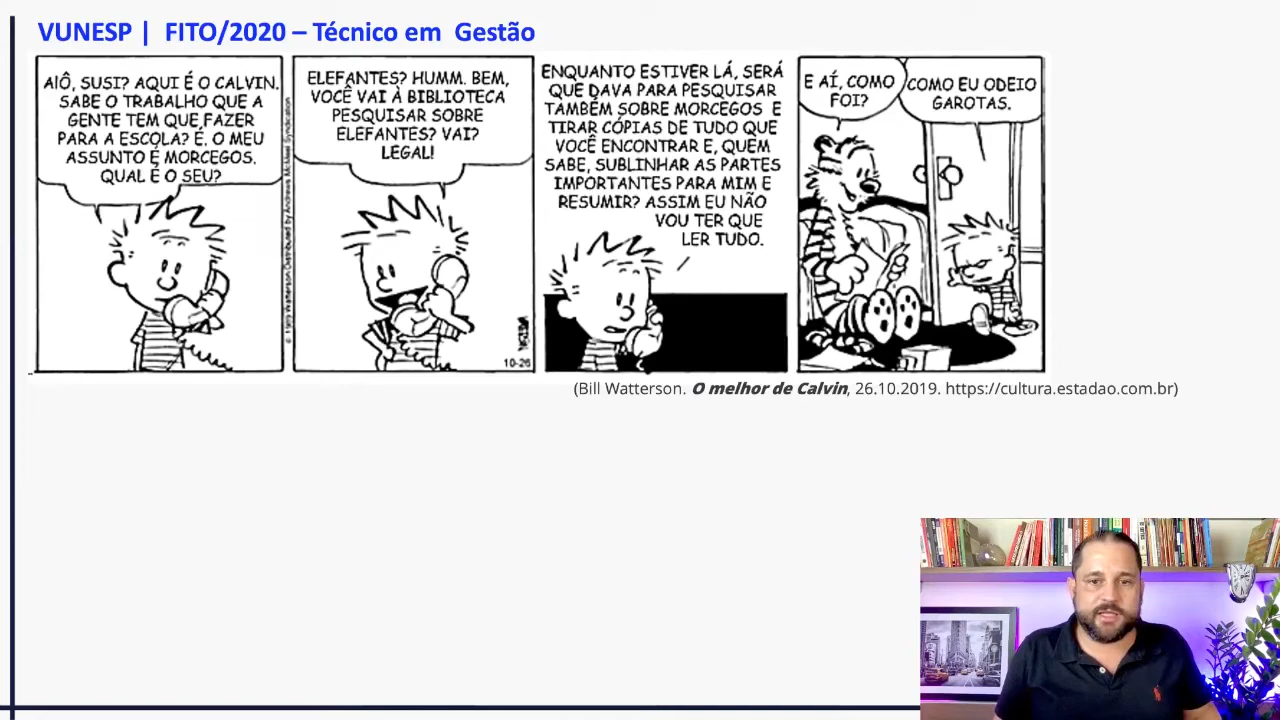 VUNESP | FITO/2020 – Técnico em Gestão
AlÔ, SUSI? AQUI É O CALVIN.
SABE O TRABALHO QUE A
GENTE TEM QUE FAZER
PARA A ESCOLA? É. O MEU
ASSUNTO É MORCEGOS.
QUAL É O SEU?
ELEFANTES? HUMM. BEM,
VOCÊ VAI À BIBLIOTECA
PESQUISAR SOBRE
ELEFANTES? VAI?
LEGAL!
10-26
ENQUANTO ESTIVER LÁ, SERÁ
QUE DAVA PARA PESQUISAR
TAMBÉM SOBRE MORCEGOS E
TIRAR CÓPIAS DE TUDO QUE
VOCÊ ENCONTRAR E, QUEM
SABE, SUBLINHAR AS PARTES
IMPORTANTES PARA MIM E
RESUMIR? ASSIM EU NÃO
VOU TER QUE
LER TUDO.
E AÍ, COMO
FOI?
COMO EU ODEIO
GAROTAS.
(Bill Watterson. O melhor de Calvin, 26.10.2019. https://cultura.estadao.com.br)